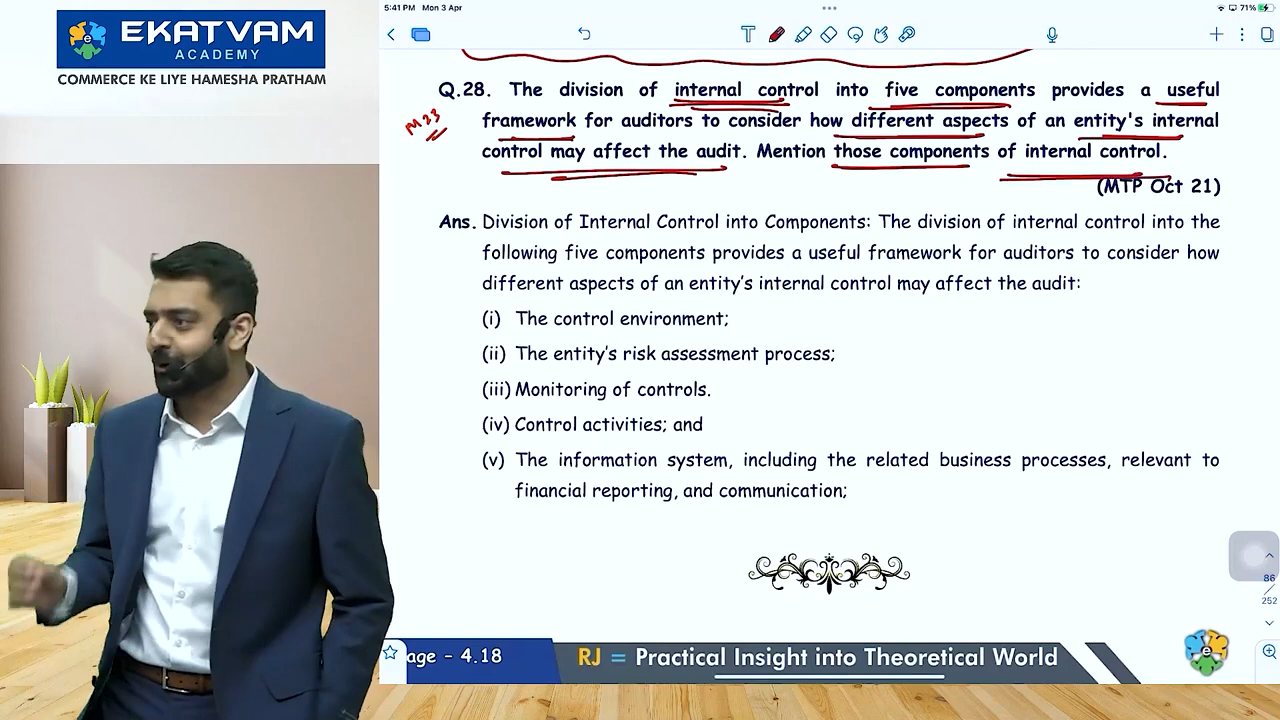 EKATVAM
ACADEMY
COMMERCE KE LIYE HAMESHA PRATHAM
5:41 PM Mon 3 Apr
71%
Q.28. The division of internal control into five components provides a useful
M23
framework for auditors to consider how different aspects of an entity's internal
control may affect the audit. Mention those components of internal control.
(MTP Oct 21)
Ans. Division of Internal Control into Components: The division of internal control into the
following five components provides a useful framework for auditors to consider how
different aspects of an entity's internal control may affect the audit:
(i) The control environment;
(ii) The entity's risk assessment process;
(iii) Monitoring of controls.
(iv) Control activities; and
(v) The information system, including the related business processes, relevant to
financial reporting, and communication;
86
252
age - 4.18
RJ = Practical Insight into Theoretical World